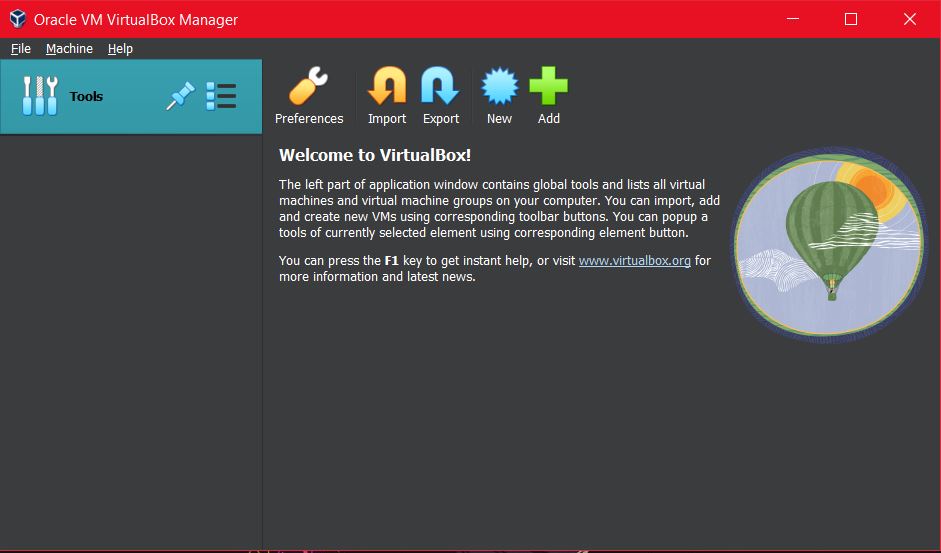 Oracle VM VirtualBox Manager
File Machine Help
Tools
Preferences Import Export New Add
Welcome to VirtualBox!
The left part of application window contains global tools and lists all virtual
machines and virtual machine groups on your computer. You can import, add
and create new VMs using corresponding toolbar buttons. You can popup a
tools of currently selected element using corresponding element button.
You can press the F1 key to get instant help, or visit www.virtualbox.org for
more information and latest news.